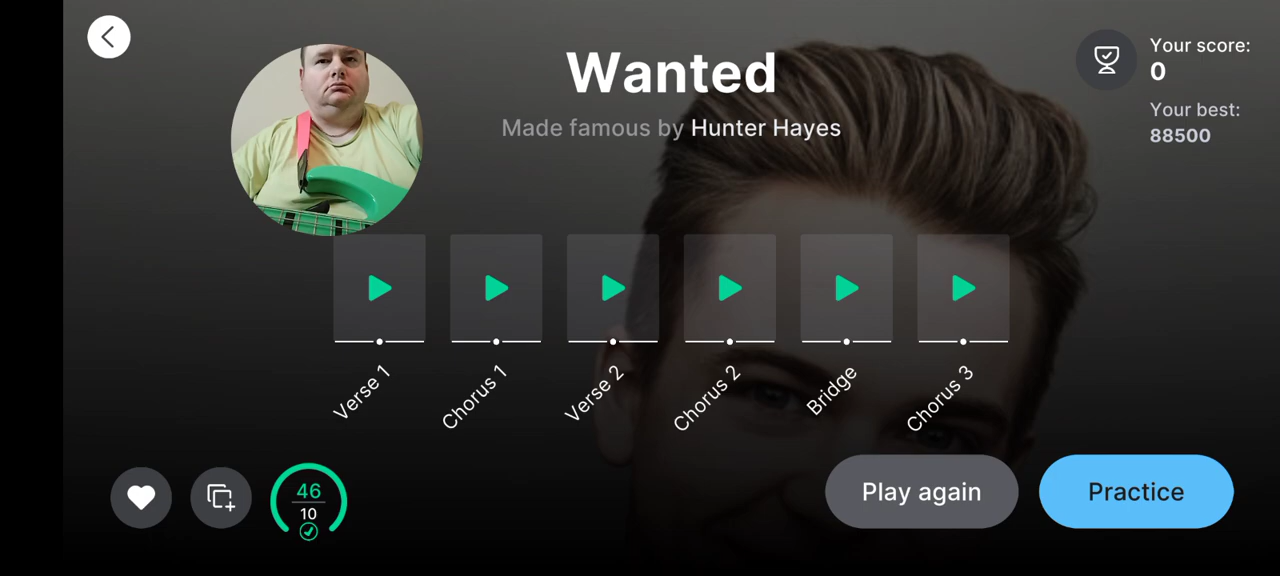 Wanted
Made famous by Hunter Hayes
Your score:
0
Your best:
88500
Verse 1
Chorus 1
Verse 2
Chorus 2
Bridge
Chorus 3
46
10
Play again
Practice